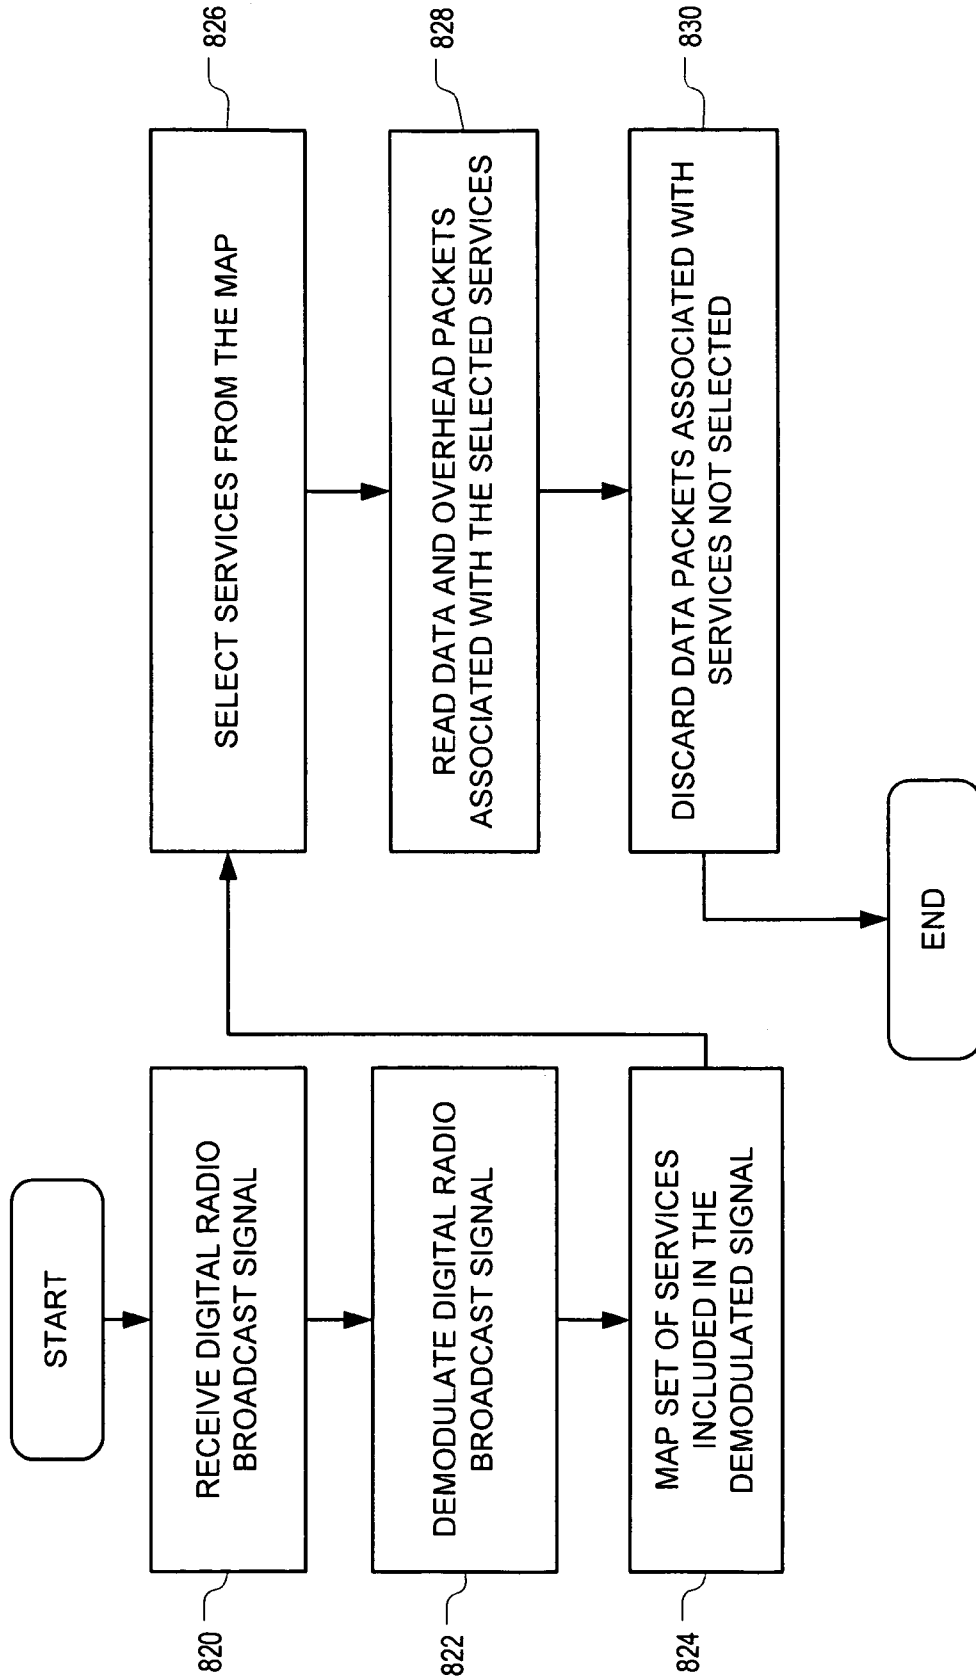 START
820
RECEIVE DIGITAL RADIO
BROADCAST SIGNAL
822
DEMODULATE DIGITAL RADIO
BROADCAST SIGNAL
824
MAP SET OF SERVICES
INCLUDED IN THE
DEMODULATED SIGNAL
826
SELECT SERVICES FROM THE MAP
828
READ DATA AND OVERHEAD PACKETS
ASSOCIATED WITH THE SELECTED SERVICES
830
DISCARD DATA PACKETS ASSOCIATED WITH
SERVICES NOT SELECTED
END